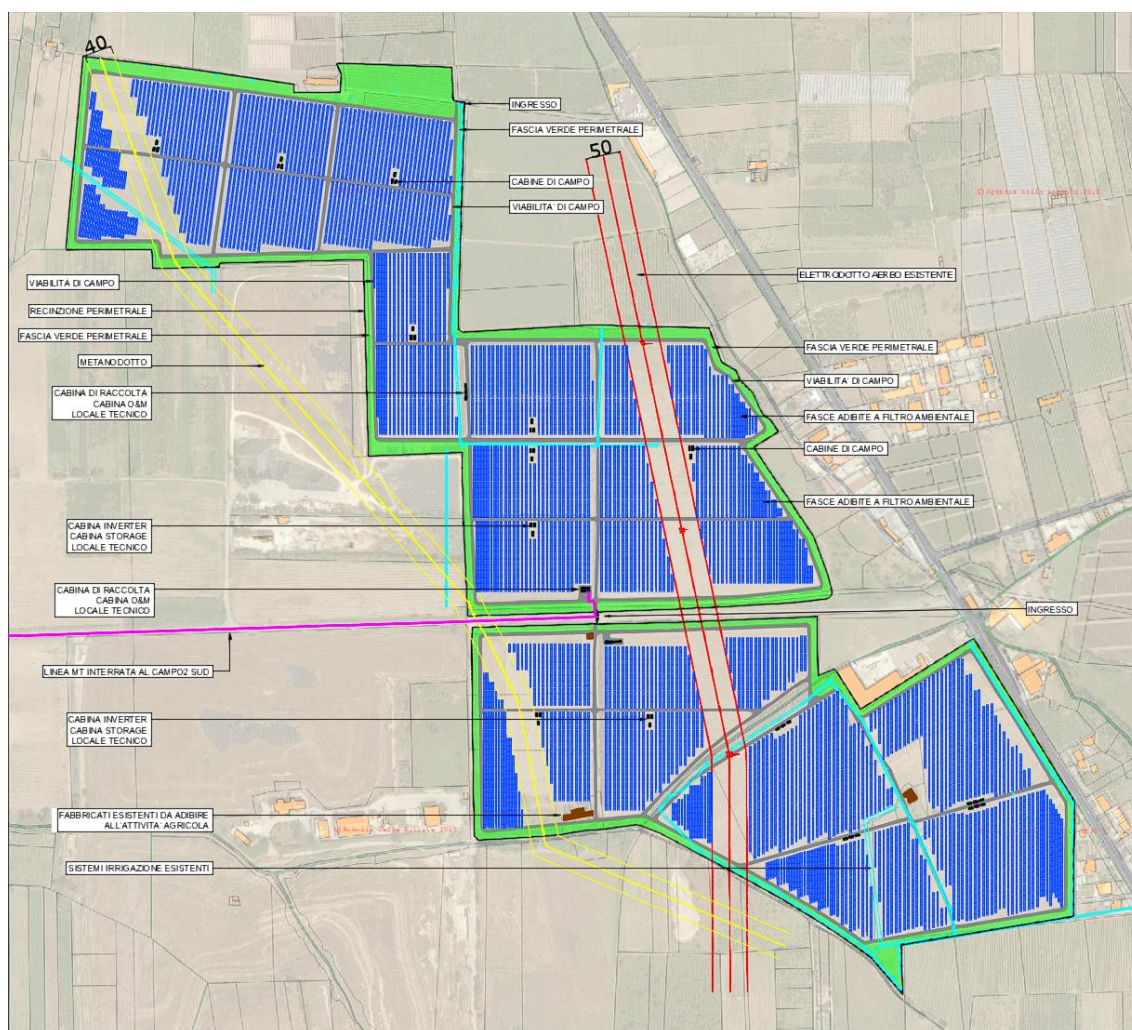 40
INGRESSO
FASCIA VERDE PERIMETRALE
50
CABINE DI CAMPO
VIABILITA' DI CAMPO
ELETTRODOTTO AEREO ESISTENTE
VIABILITÀ DI CAMPO
RECINZIONE PERIMETRALE
FASCIA VERDE PERIMETRALE
METANODOTTO
CABINA DI RACCOLTA
CABINA O&M
LOCALE TECNICO
FASCIA VERDE PERIMETRALE
VIABILITA' DI CAMPO
FASCE ADIBITE A FILTRO AMBIENTALE
CABINE DI CAMPO
FASCE ADIBITE A FILTRO AMBIENTALE
CABINA INVERTER
CABINA STORAGE
LOCALE TECNICO
CABINA DI RACCOLTA
CABINA O&M
LOCALE TECNICO
INGRESSO
LINEA MT INTERRATA AL CAMPO2 SUD
CABINA INVERTER
CABINA STORAGE
LOCALE TECNICO
FABBRICATI ESISTENTI DA ADIBIRE
ALL'ATTIVITA' AGRICOLA
SISTEMI IRRIGAZIONE ESISTENTI